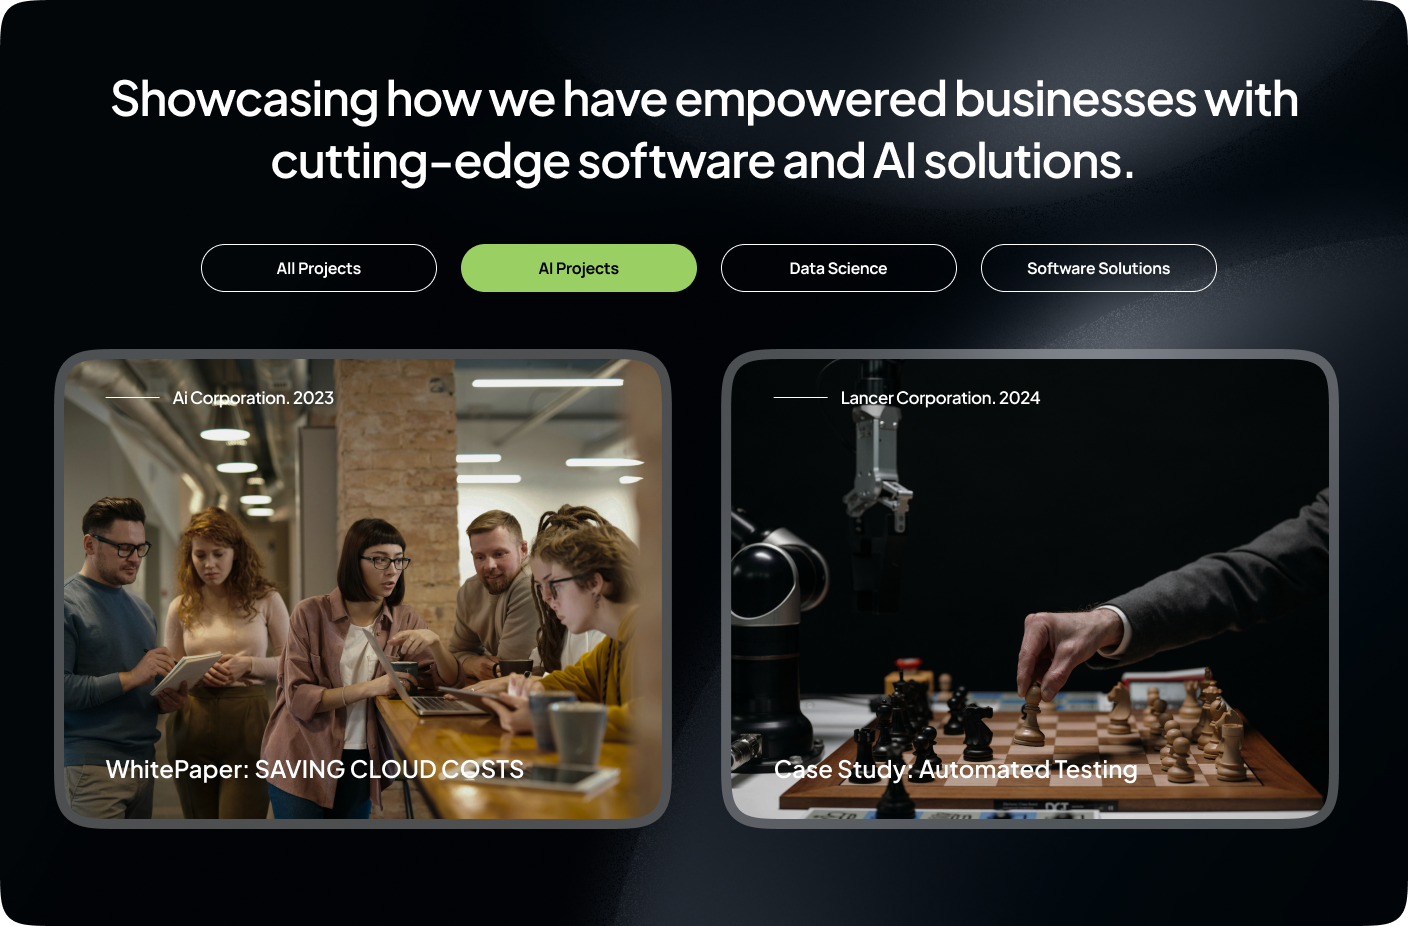 Showcasing how we have empowered businesses with
cutting-edge software and AI solutions.
All Projects
AI Projects
Data Science
Software Solutions
Ai Corporation. 2023
Lancer Corporation. 2024
WhitePaper: SAVING CLOUD COSTS
Case Study: Automated Testing